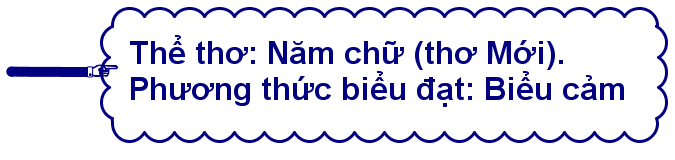 Thể thơ: Năm chữ (thơ Mới).
Phương thức biểu đạt: Biểu cảm